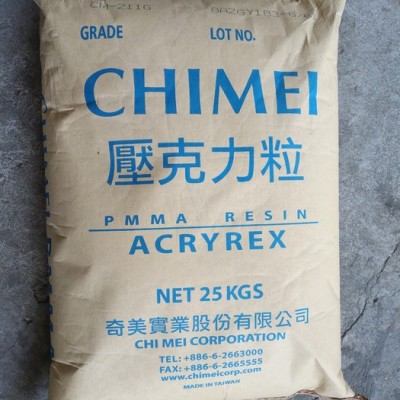 CM-211G
GRADE LOT NO.
CHIMEI
壓克力粒
PMMA RESIN
ACRYREX
NET 25 KGS
奇美實業股份有限公司
CHI MEI CORPORATION
TEL: +886-6-2663000
FAX: +886-6-2665555
www.chimeicorp.com
MADE IN TAIWAN